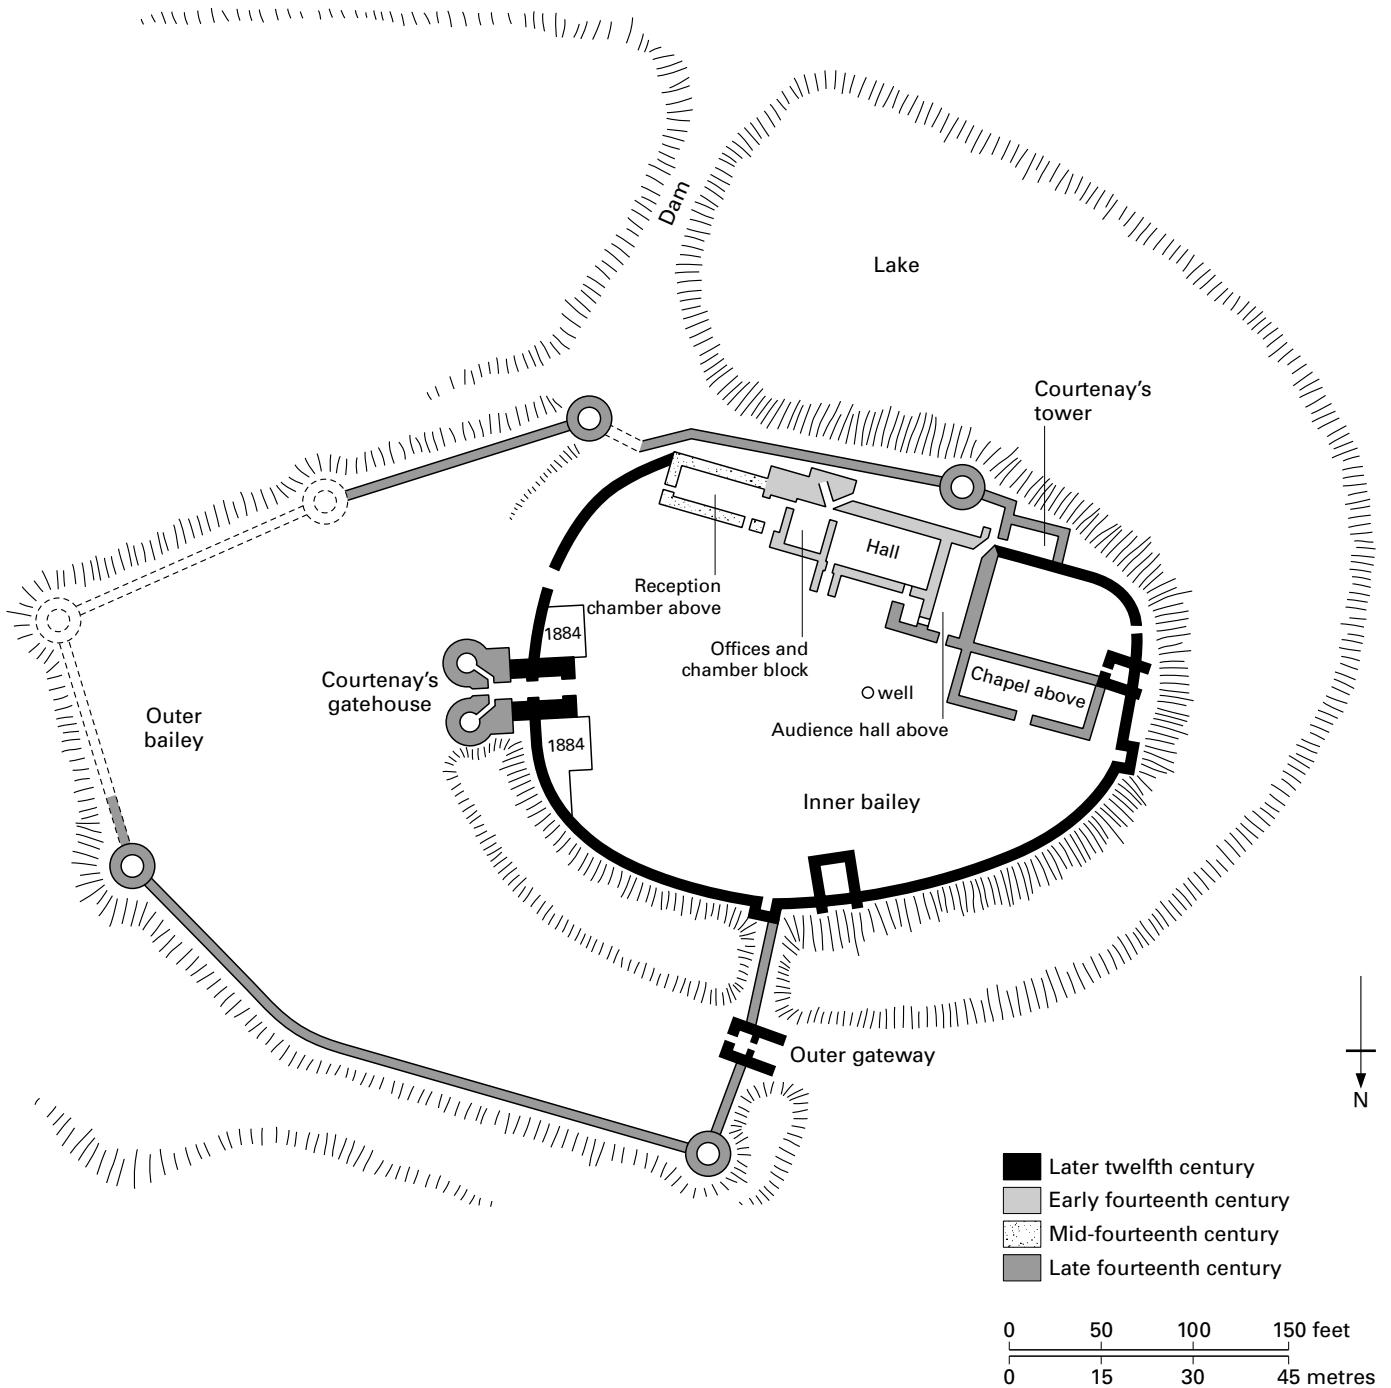 Dam
Lake
Courtenay’s
tower
Hall
Reception
chamber above
1884
Offices and
chamber block
Courtenay’s
gatehouse
Chapel above
well
Outer
bailey
Audience hall above
1884
Inner bailey
Outer gateway
N
Later twelfth century
Early fourteenth century
Mid-fourteenth century
Late fourteenth century
0 50 100 150 feet
0 15 30 45 metres